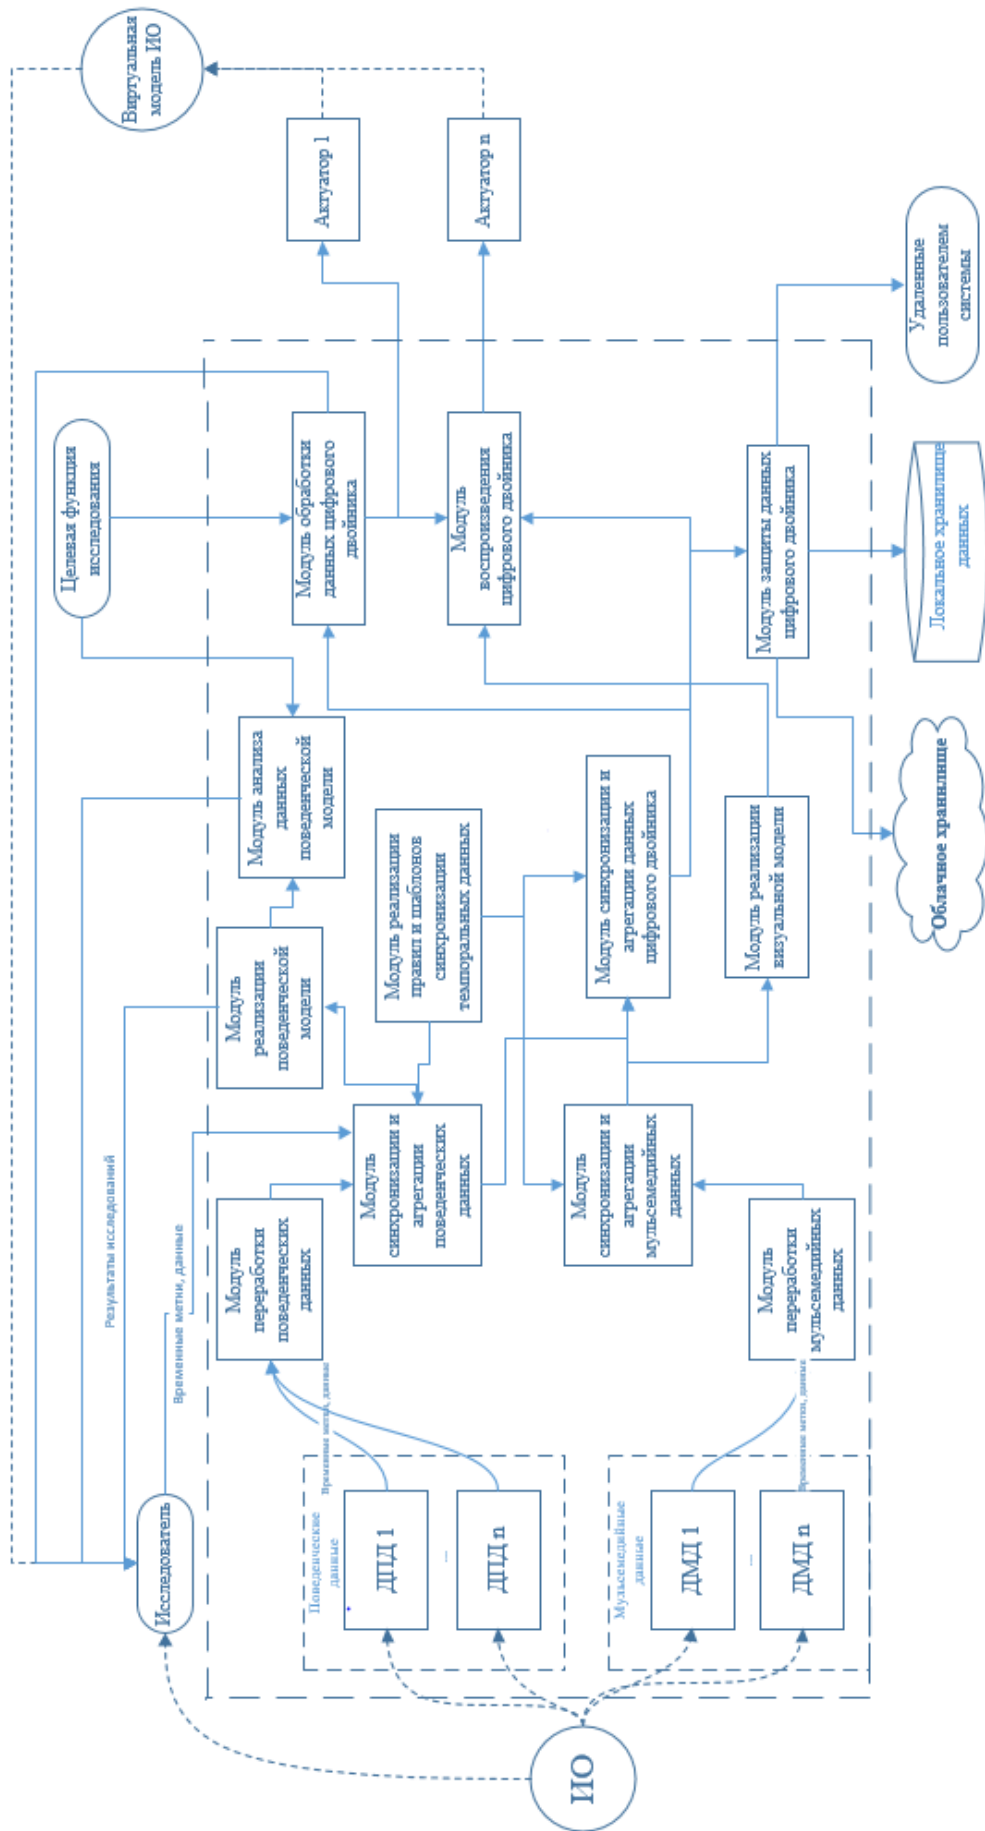 Виртуальная
модель ИО
Актуатор 1
Актуатор n
Целевая функция
исследования
Модуль обработки
данных цифрового
двойника
Модуль
воспроизведения
цифрового двойника
Модуль защиты данных
цифрового двойника
Удаленные
пользователем
системы
Локальное хранилище
данных
Облачное хранилище
Модуль анализа
данных
поведенческой
модели
Модуль реализации
правил и шаблонов
синхронизации
темпоральных данных
Модуль синхронизации и
агрегации данных
цифрового двойника
Модуль реализации
визуальной модели
Модуль
реализации
поведенческой
модели
Модуль
синхронизации и
агрегации
поведенческих
данных
Модуль
синхронизации и
агрегации
мульсемедийных
данных
Модуль
переработки
поведенческих
данных
Модуль
переработки
мульсемедийных
данных
Результаты исследований
Временные метки, данные
Временные метки, данные
Временные метки, данные
Исследователь
Поведенческие
данные
ДПД 1
...
ДПД n
Мульсемедийные
данные
ДМД 1
...
ДМД n
ИО